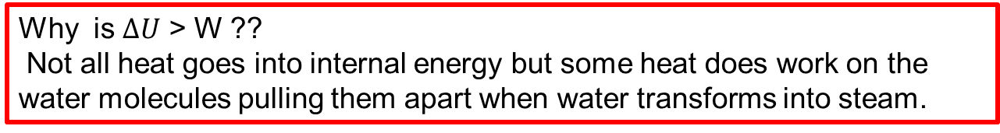 Why is Δ𝑈 > W ??
Not all heat goes into internal energy but some heat does work on the
water molecules pulling them apart when water transforms into steam.